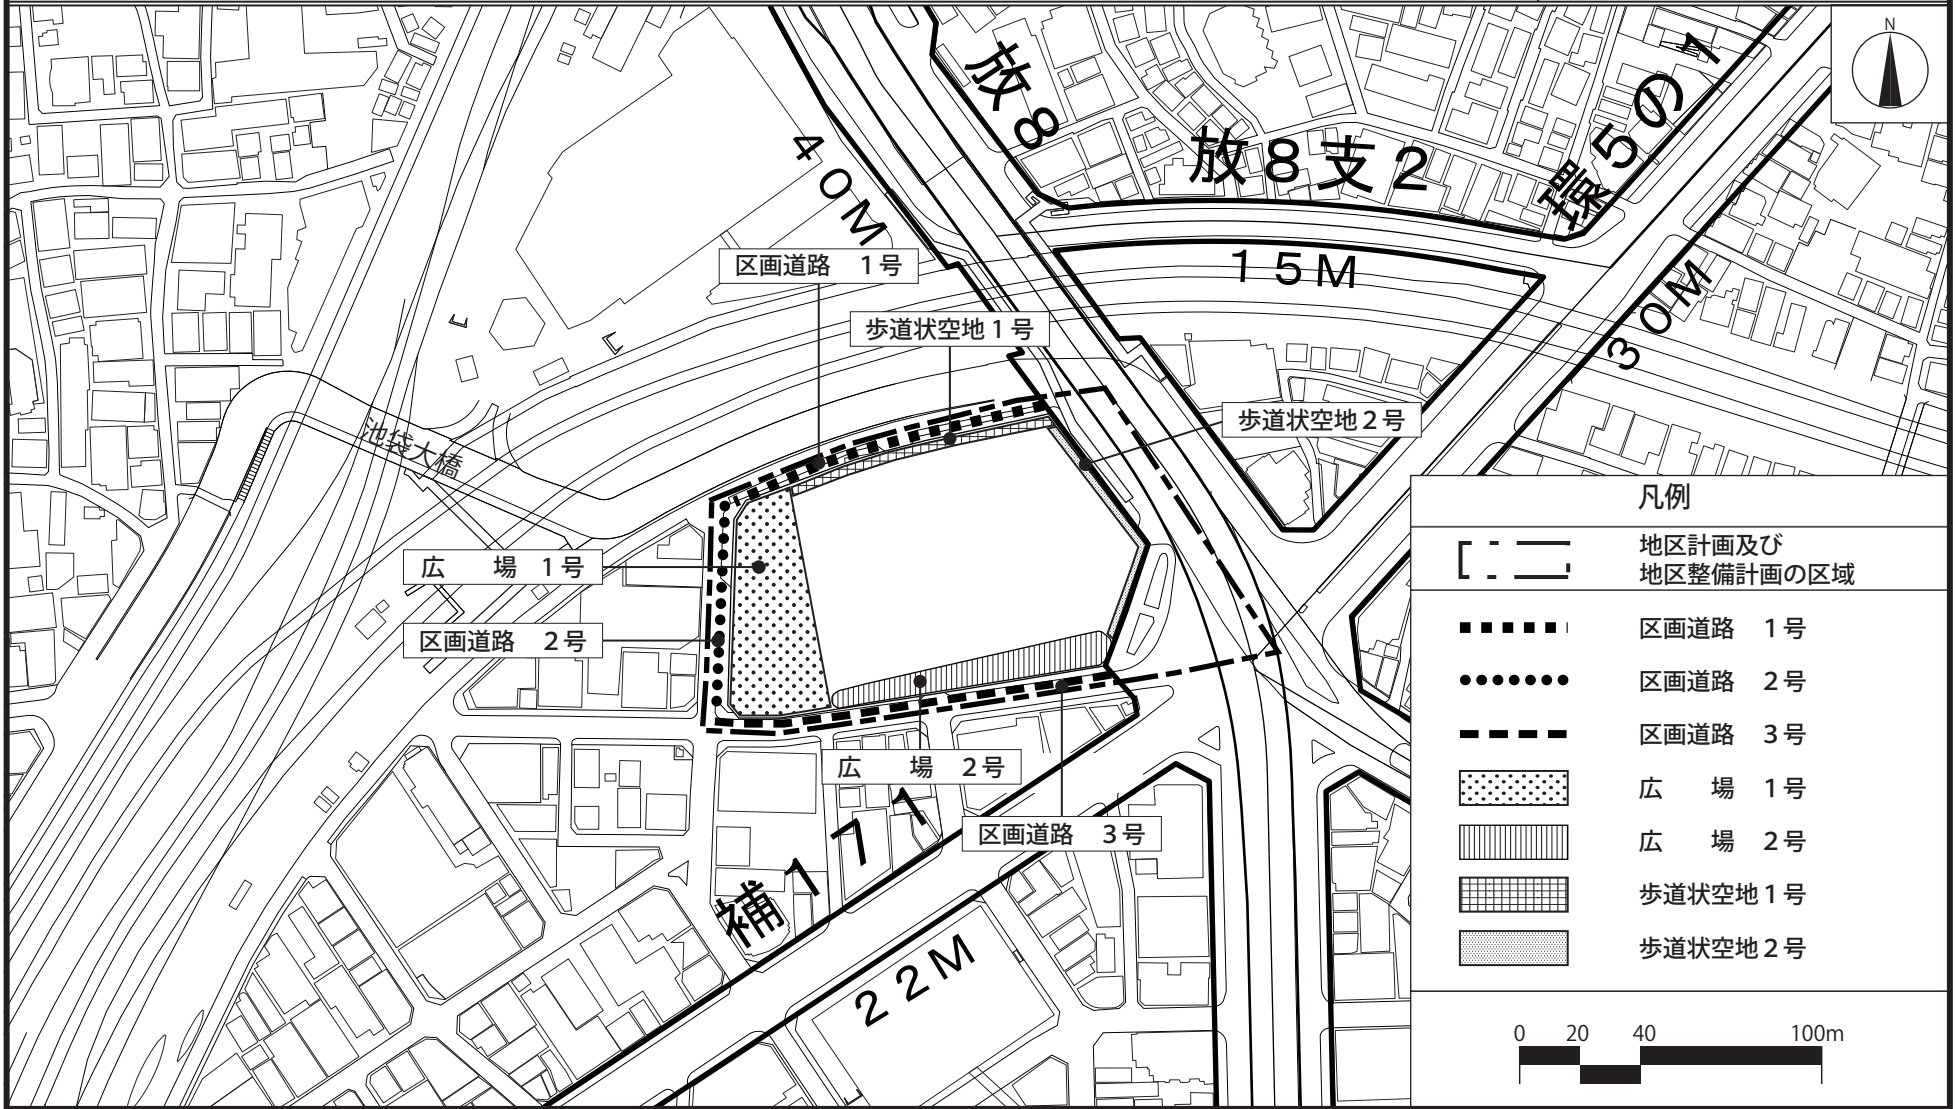 N
放8
放8支2
環5の1
40M
15M
30M
区画道路　1号
歩道状空地1号
歩道状空地2号
池袋大橋
広　　場　1号
区画道路　2号
広　　場　2号
区画道路　3号
補171
22M
凡例
地区計画及び
地区整備計画の区域
区画道路　1号
区画道路　2号
区画道路　3号
広　　場　1号
広　　場　2号
歩道状空地1号
歩道状空地2号
0　20　40　100m